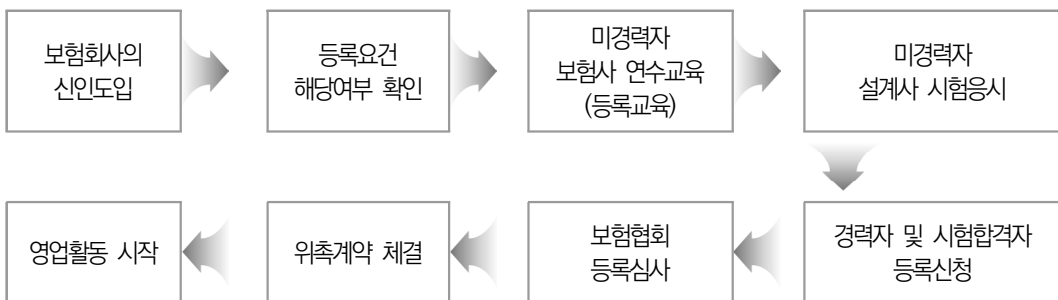 보험회사의
신인도입
등록요건
해당여부 확인
미경력자
보험사 연수교육
(등록교육)
미경력자
설계사 시험응시
경력자 및 시험합격자
등록신청
보험협회
등록심사
위촉계약 체결
영업활동 시작